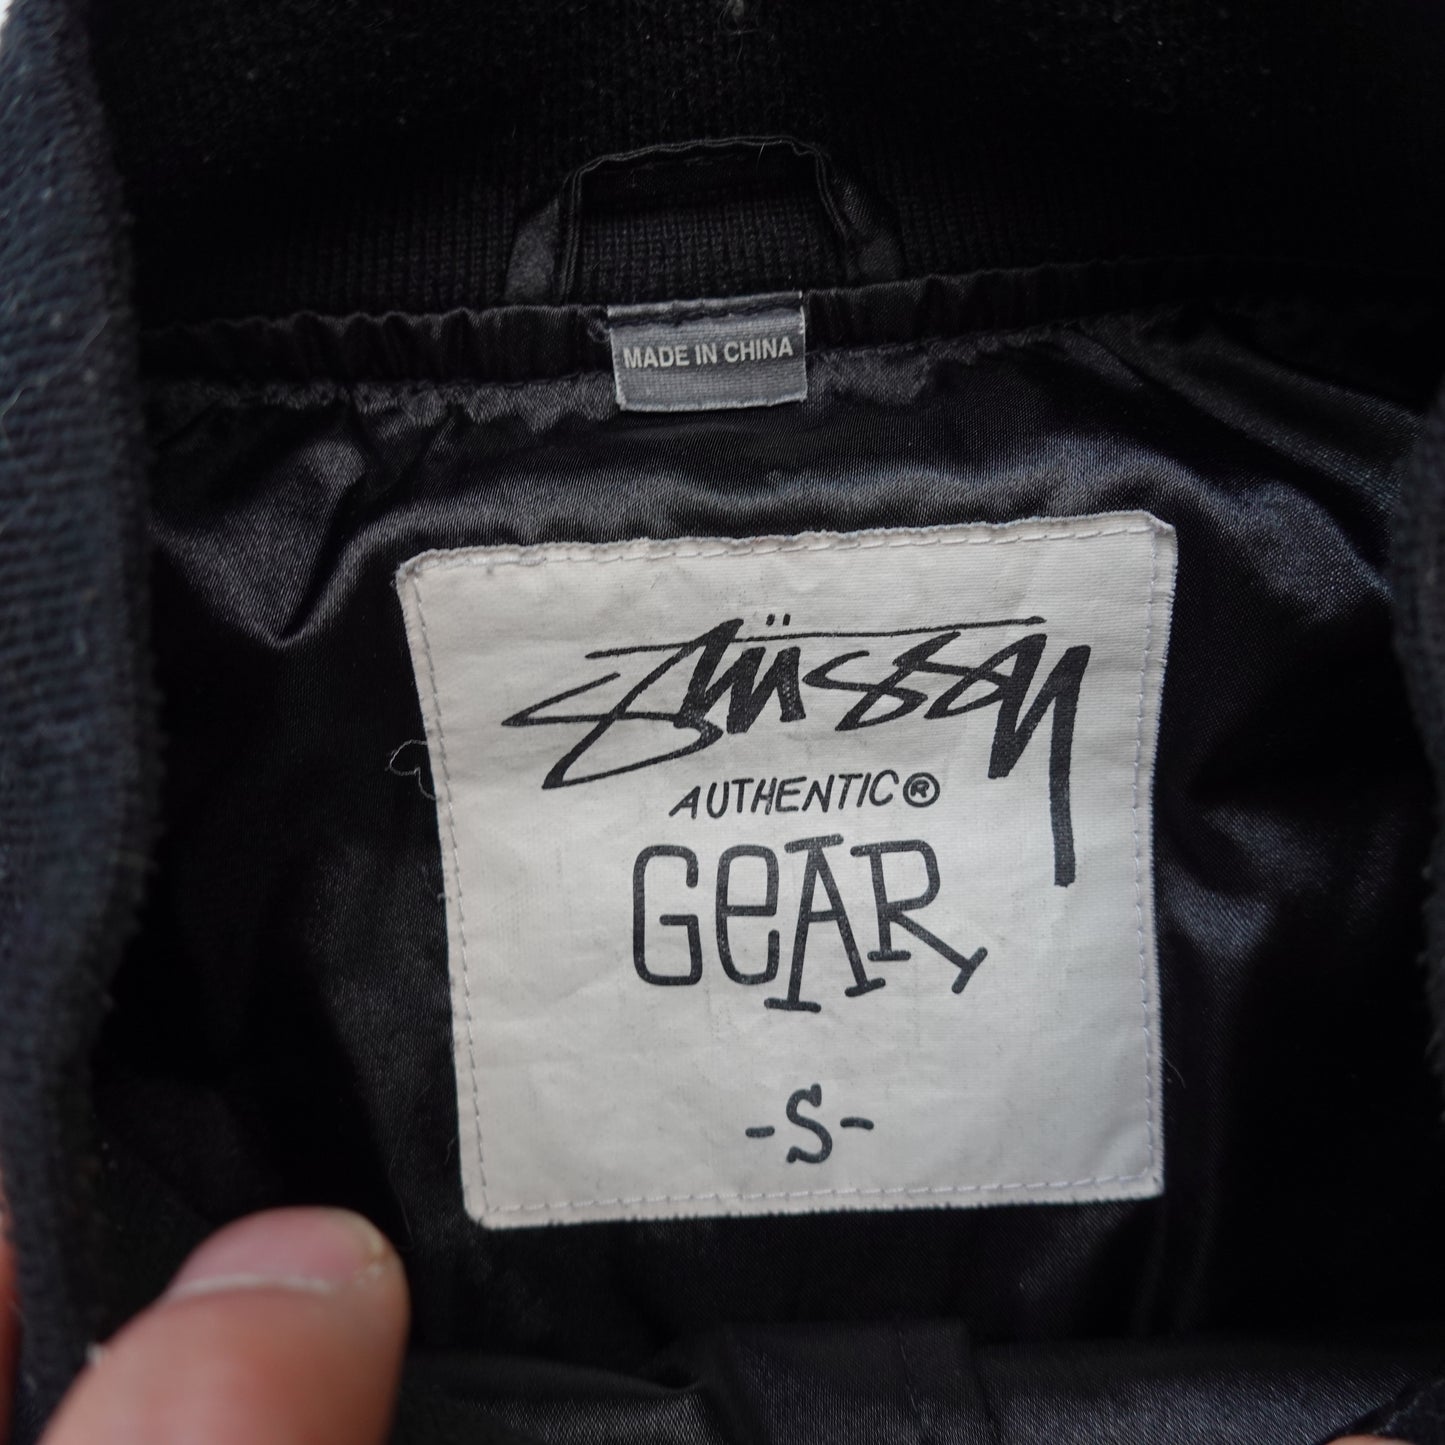 MADE IN CHINA
Stüssy
AUTHENTIC®
GeAR
-S-